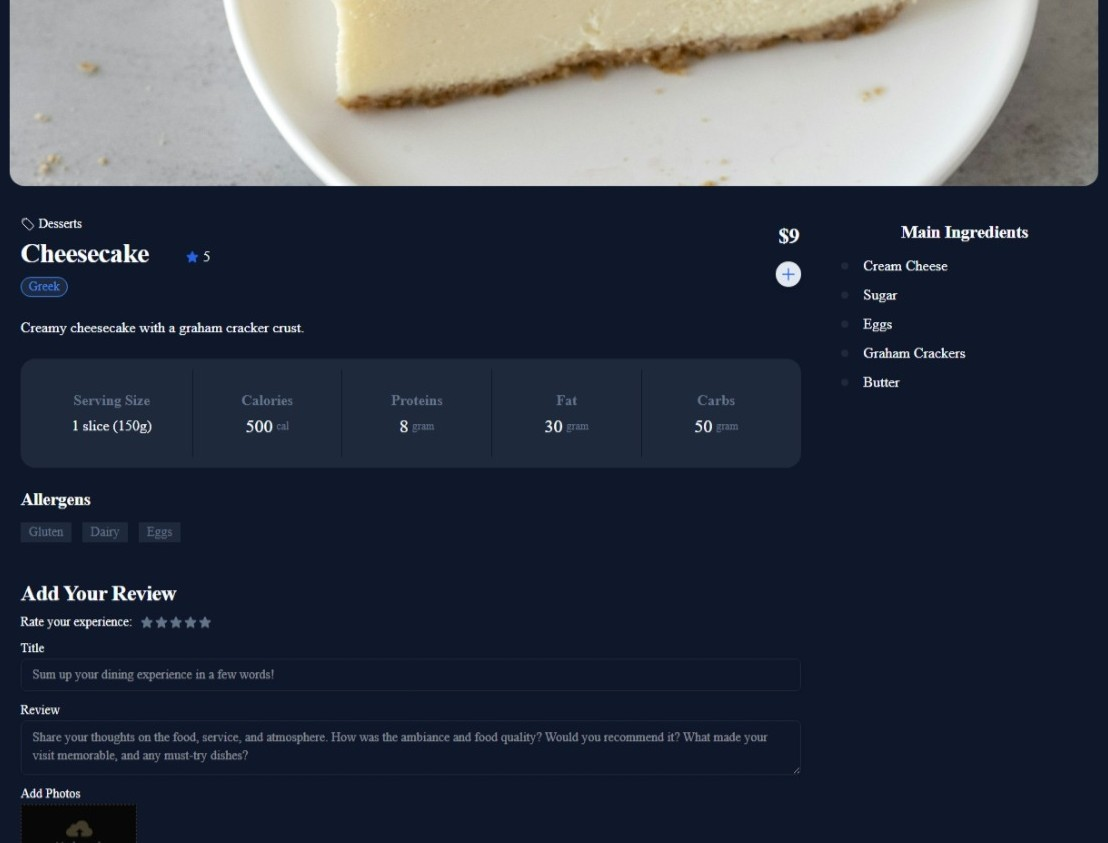 Desserts
Cheesecake
5
$9
Greek
Creamy cheesecake with a graham cracker crust.
Serving Size
1 slice (150g)
Calories
500 cal
Proteins
8 gram
Fat
30 gram
Carbs
50 gram
Main Ingredients
Cream Cheese
Sugar
Eggs
Graham Crackers
Butter
Allergens
Gluten
Dairy
Eggs
Add Your Review
Rate your experience:
Title
Sum up your dining experience in a few words!
Review
Share your thoughts on the food, service, and atmosphere. How was the ambiance and food quality? Would you recommend it? What made your
visit memorable, and any must-try dishes?
Add Photos